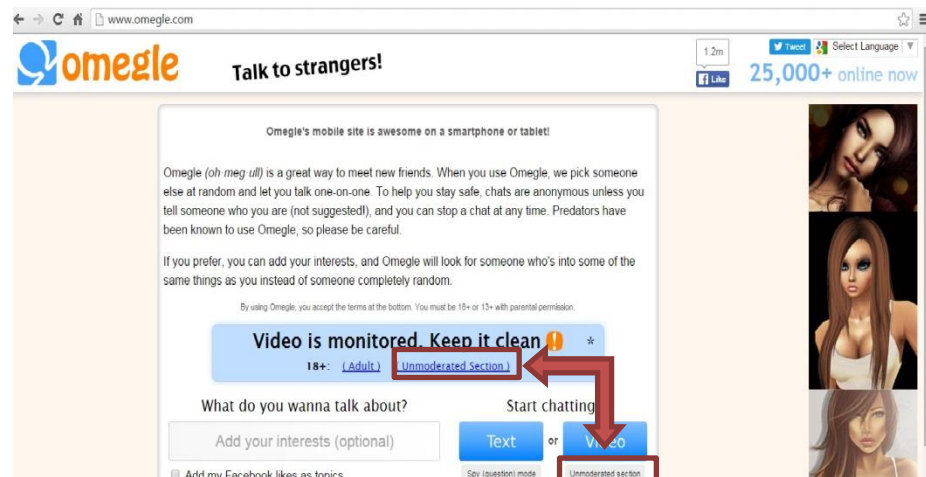 www.omegle.com
omegle
Talk to strangers!
1.2m
Like
Tweet
Select Language
25,000+ online now
Omegle's mobile site is awesome on a smartphone or tablet!
Omegle (oh·meg·ull) is a great way to meet new friends. When you use Omegle, we pick someone
else at random and let you talk one-on-one. To help you stay safe, chats are anonymous unless you
tell someone who you are (not suggested!), and you can stop a chat at any time. Predators have
been known to use Omegle, so please be careful.
If you prefer, you can add your interests, and Omegle will look for someone who's into some of the
same things as you instead of someone completely random.
By using Omegle, you accept the terms at the bottom. You must be 18+ or 13+ with parental permission.
Video is monitored. Keep it clean ! *
18+: (Adult) (Unmoderated Section)
What do you wanna talk about? Start chatting
Add your interests (optional) Text or Video
Add my Facebook likes as topics Spy (question) mode Unmoderated section